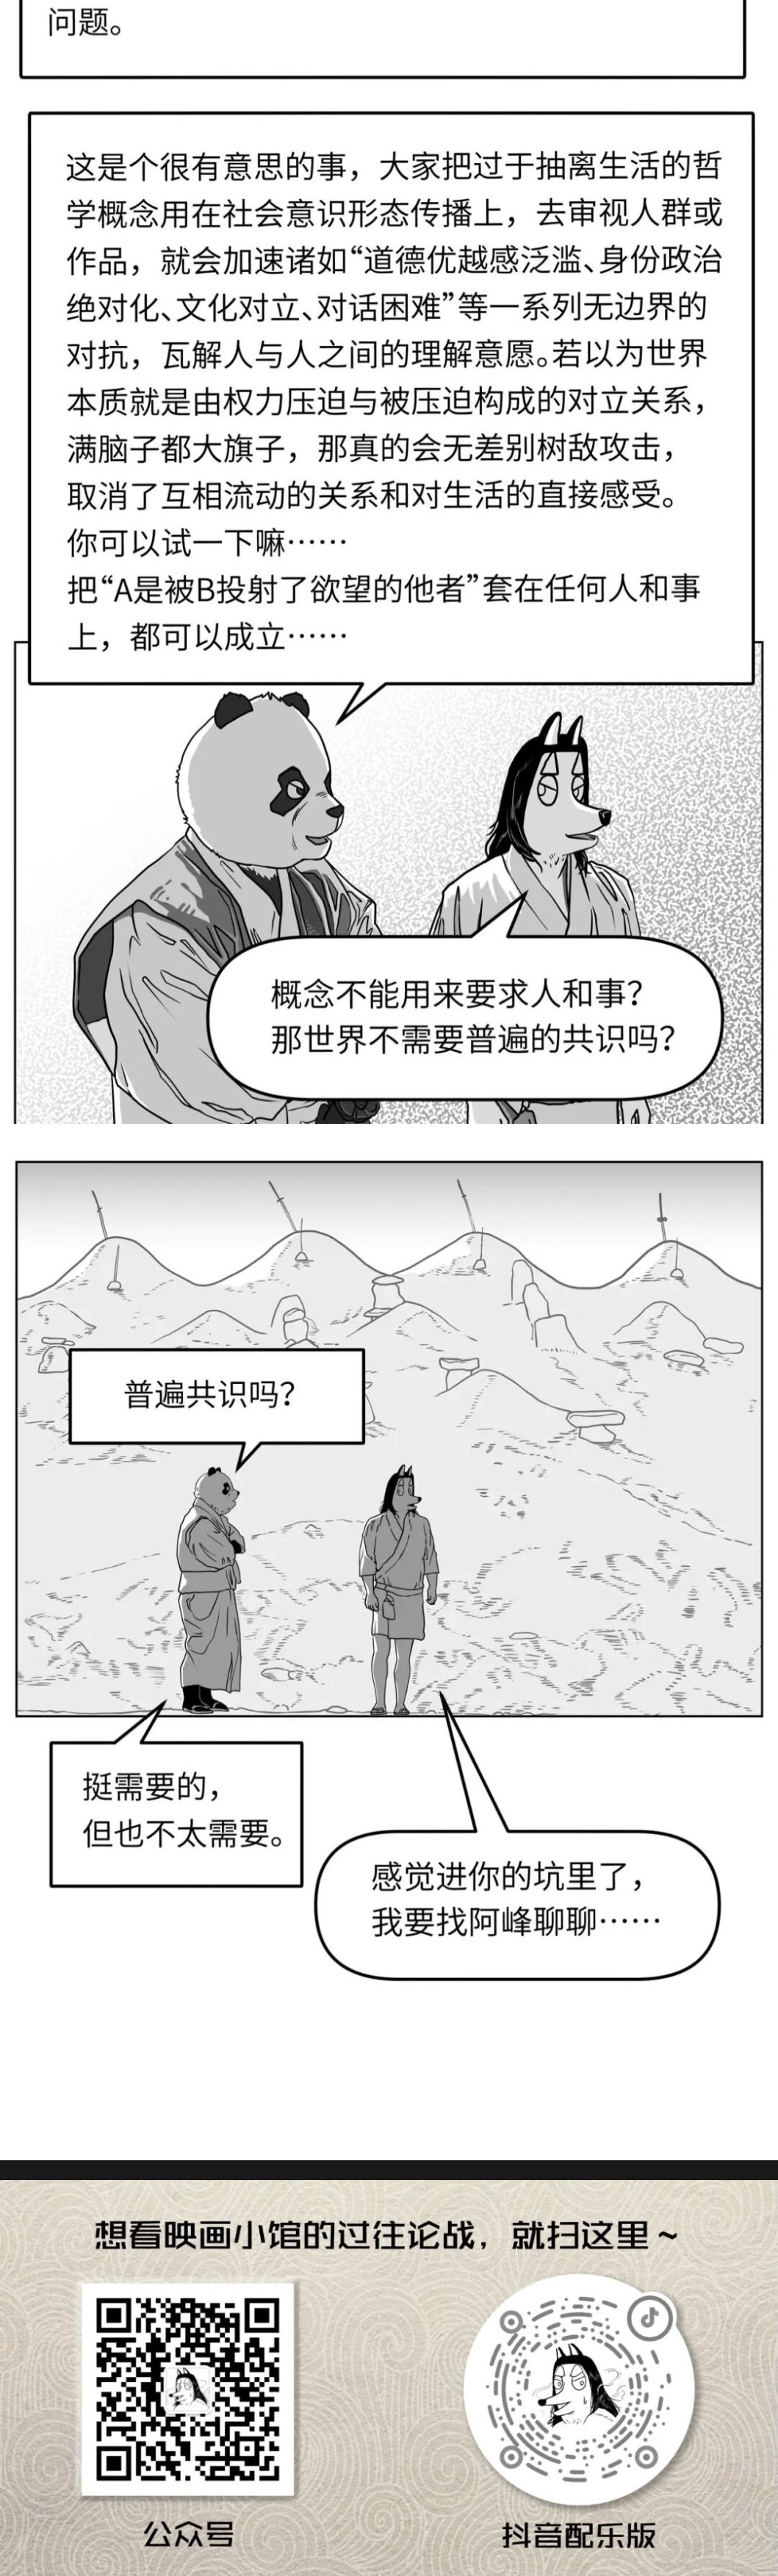 问题。
这是个很有意思的事，大家把过于抽离生活的哲
学概念用在社会意识形态传播上，去审视人群或
作品，就会加速诸如“道德优越感泛滥、身份政治
绝对化、文化对立、对话困难”等一系列无边界的
对抗，瓦解人与人之间的理解意愿。若以为世界
本质就是由权力压迫与被压迫构成的对立关系，
满脑子都大旗子，那真的会无差别树敌攻击，
取消了互相流动的关系和对生活的直接感受。
你可以试一下嘛……
把“A是被B投射了欲望的他者”套在任何人和事
上，都可以成立……
概念不能用来要求人和事？
那世界不需要普遍的共识吗？
普遍共识吗？
挺需要的，
但也不太需要。
感觉进你的坑里了，
我要找阿峰聊聊……
想看映画小馆的过往论战，就扫这里~
公众号
抖音配乐版